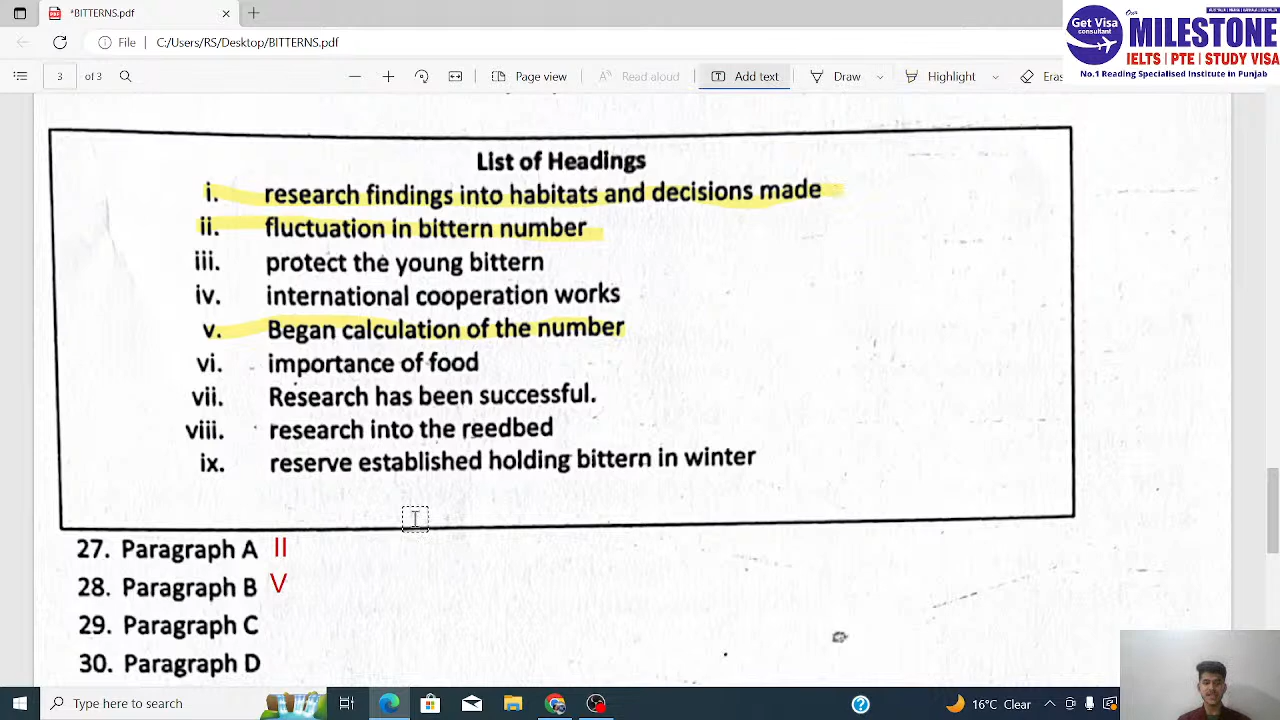 *BITTERNS.pdf
Our
Get Visa
consultant
MILESTONE
IELTS | PTE | STUDY VISA
No.1 Reading Specialised Institute in Punjab
File
C:/Users/RS/Desktop/BITTERNS.pdf
3 of 3
Page view
Read aloud
Add text
Draw
Highlight
Eras
List of Headings
i. research findings into habitats and decisions made
ii. fluctuation in bittern number
iii. protect the young bittern
iv. international cooperation works
v. Began calculation of the number
vi. importance of food
vii. Research has been successful.
viii. research into the reedbed
ix. reserve established holding bittern in winter
27. Paragraph A II
28. Paragraph B V
29. Paragraph C
30. Paragraph D
Type here to search
16°C Clear